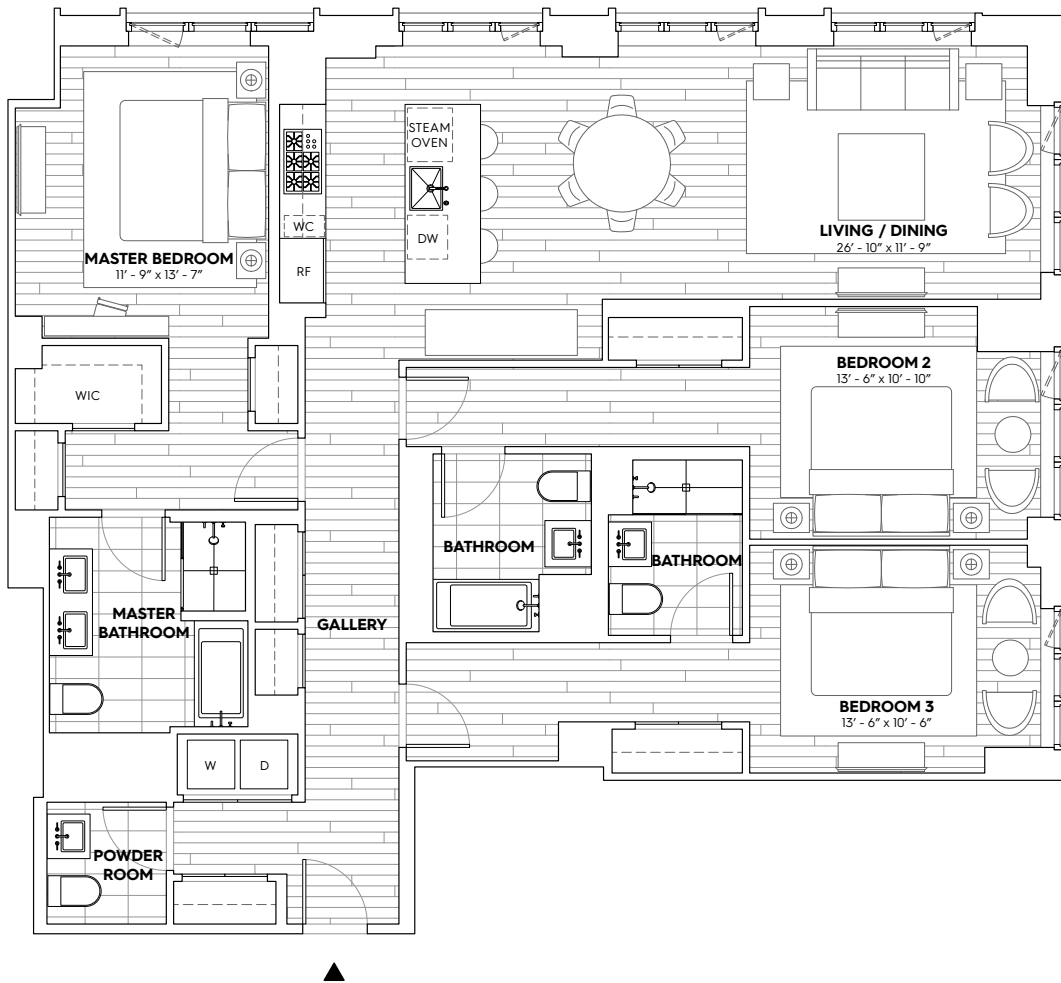 STEAM
OVEN
WC
DW
RF
MASTER BEDROOM
11' - 9" x 13' - 7"
LIVING / DINING
26' - 10" x 11' - 9"
WIC
BEDROOM 2
13' - 6" x 10' - 10"
BATHROOM
BATHROOM
MASTER
BATHROOM
GALLERY
BEDROOM 3
13' - 6" x 10' - 6"
W
D
POWDER
ROOM